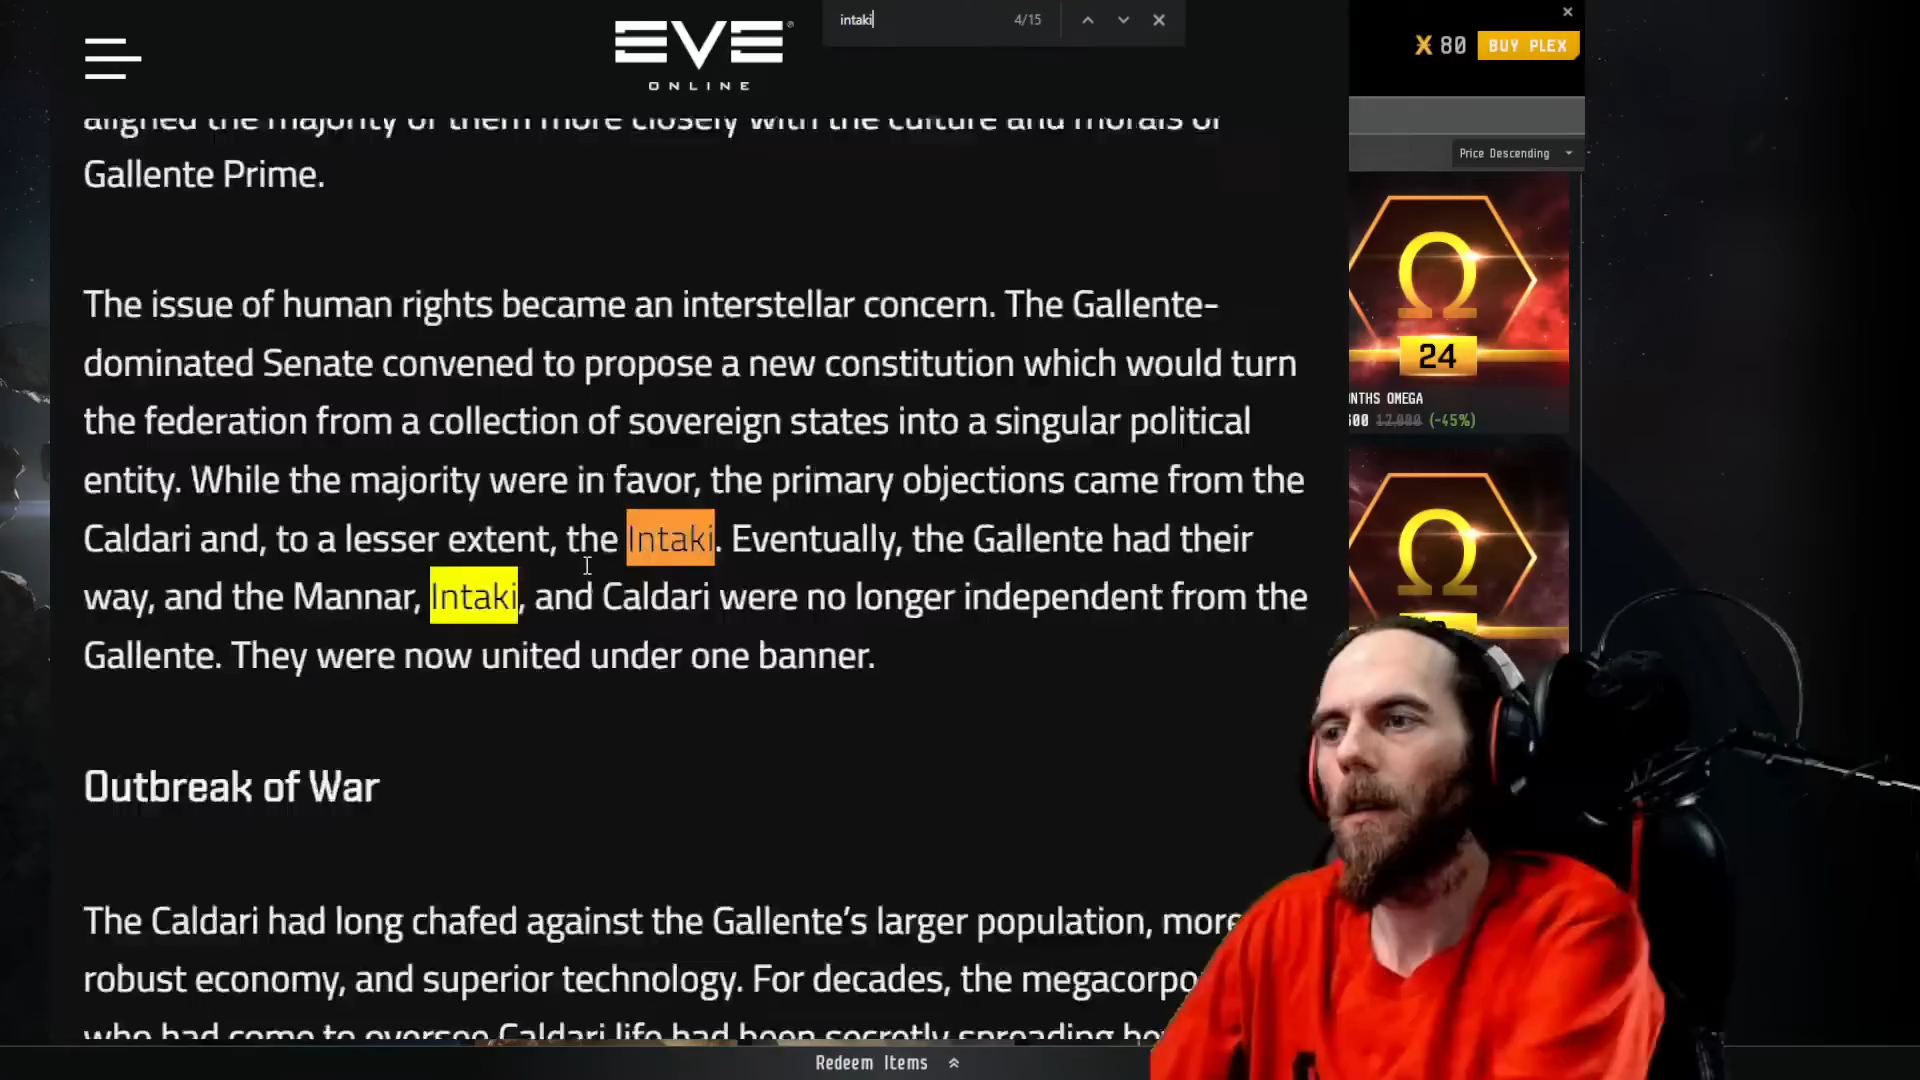 intaki 4/15
EVE
ONLINE
80 BUY PLEX
Price Descending
aligned the majority of them more closely with the culture and morals of
Gallente Prime.
The issue of human rights became an interstellar concern. The Gallente-
dominated Senate convened to propose a new constitution which would turn
the federation from a collection of sovereign states into a singular political
entity. While the majority were in favor, the primary objections came from the
Caldari and, to a lesser extent, the Intaki. Eventually, the Gallente had their
way, and the Mannar, Intaki, and Caldari were no longer independent from the
Gallente. They were now united under one banner.
Outbreak of War
The Caldari had long chafed against the Gallente’s larger population, more
robust economy, and superior technology. For decades, the megacorpo
who had come to oversee Caldari life had been secretly spreading
Ω
24
NTHS OMEGA
12,000 (-45%)
Ω
Redeem Items